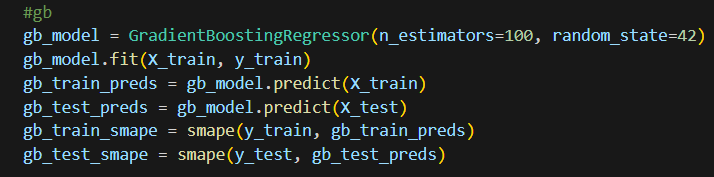 #gb
gb_model = GradientBoostingRegressor(n_estimators=100, random_state=42)
gb_model.fit(X_train, y_train)
gb_train_preds = gb_model.predict(X_train)
gb_test_preds = gb_model.predict(X_test)
gb_train_smape = smape(y_train, gb_train_preds)
gb_test_smape = smape(y_test, gb_test_preds)